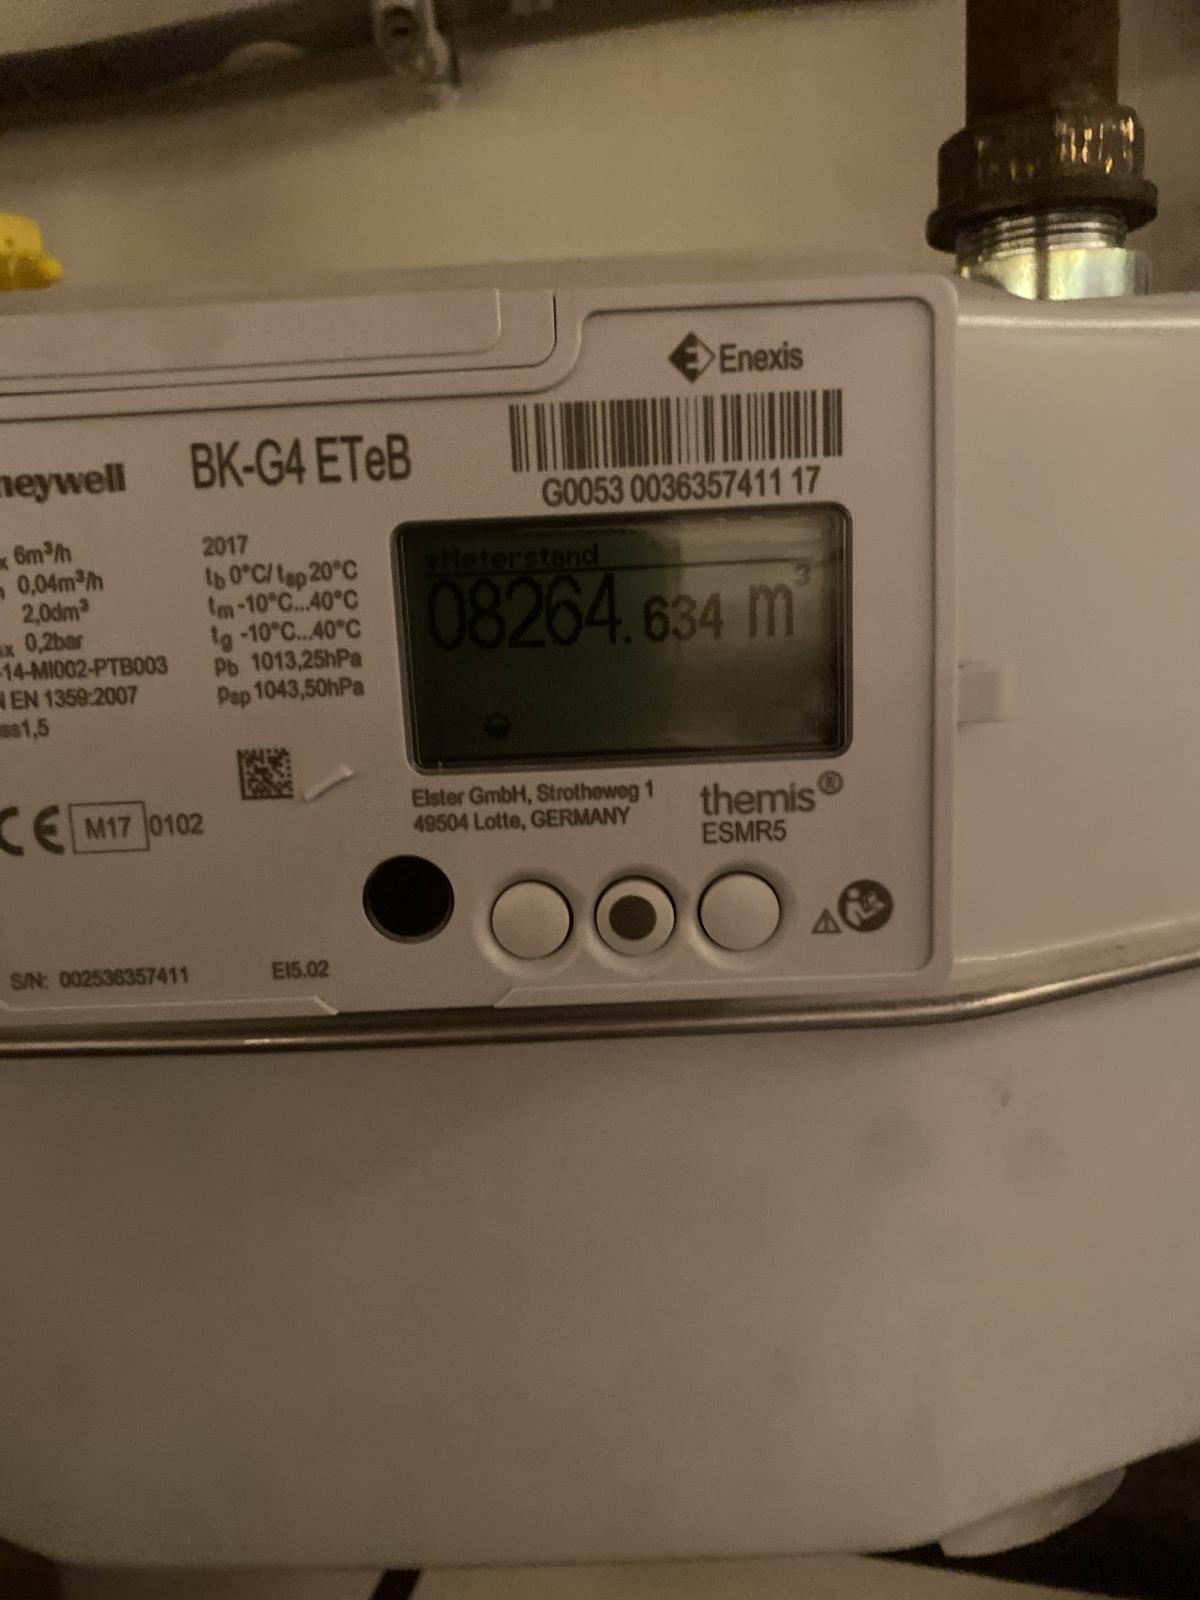 Enexis
neywell
BK-G4 ETeB
G0053 0036357411 17
6m³/h
0,04m³/h
2,0dm³
0,2bar
-14-MI002-PTB003
EN 1359:2007
ss1,5
2017
tb 0°C/ tsp 20°C
tm -10°C...40°C
tg -10°C...40°C
Pb 1013,25hPa
Psp 1043,50hPa
*Meterstand
08264.634 m³
Elster GmbH, Strotheweg 1
49504 Lotte, GERMANY
themis®
ESMR5
CE M17 0102
S/N: 002536357411
EI5.02